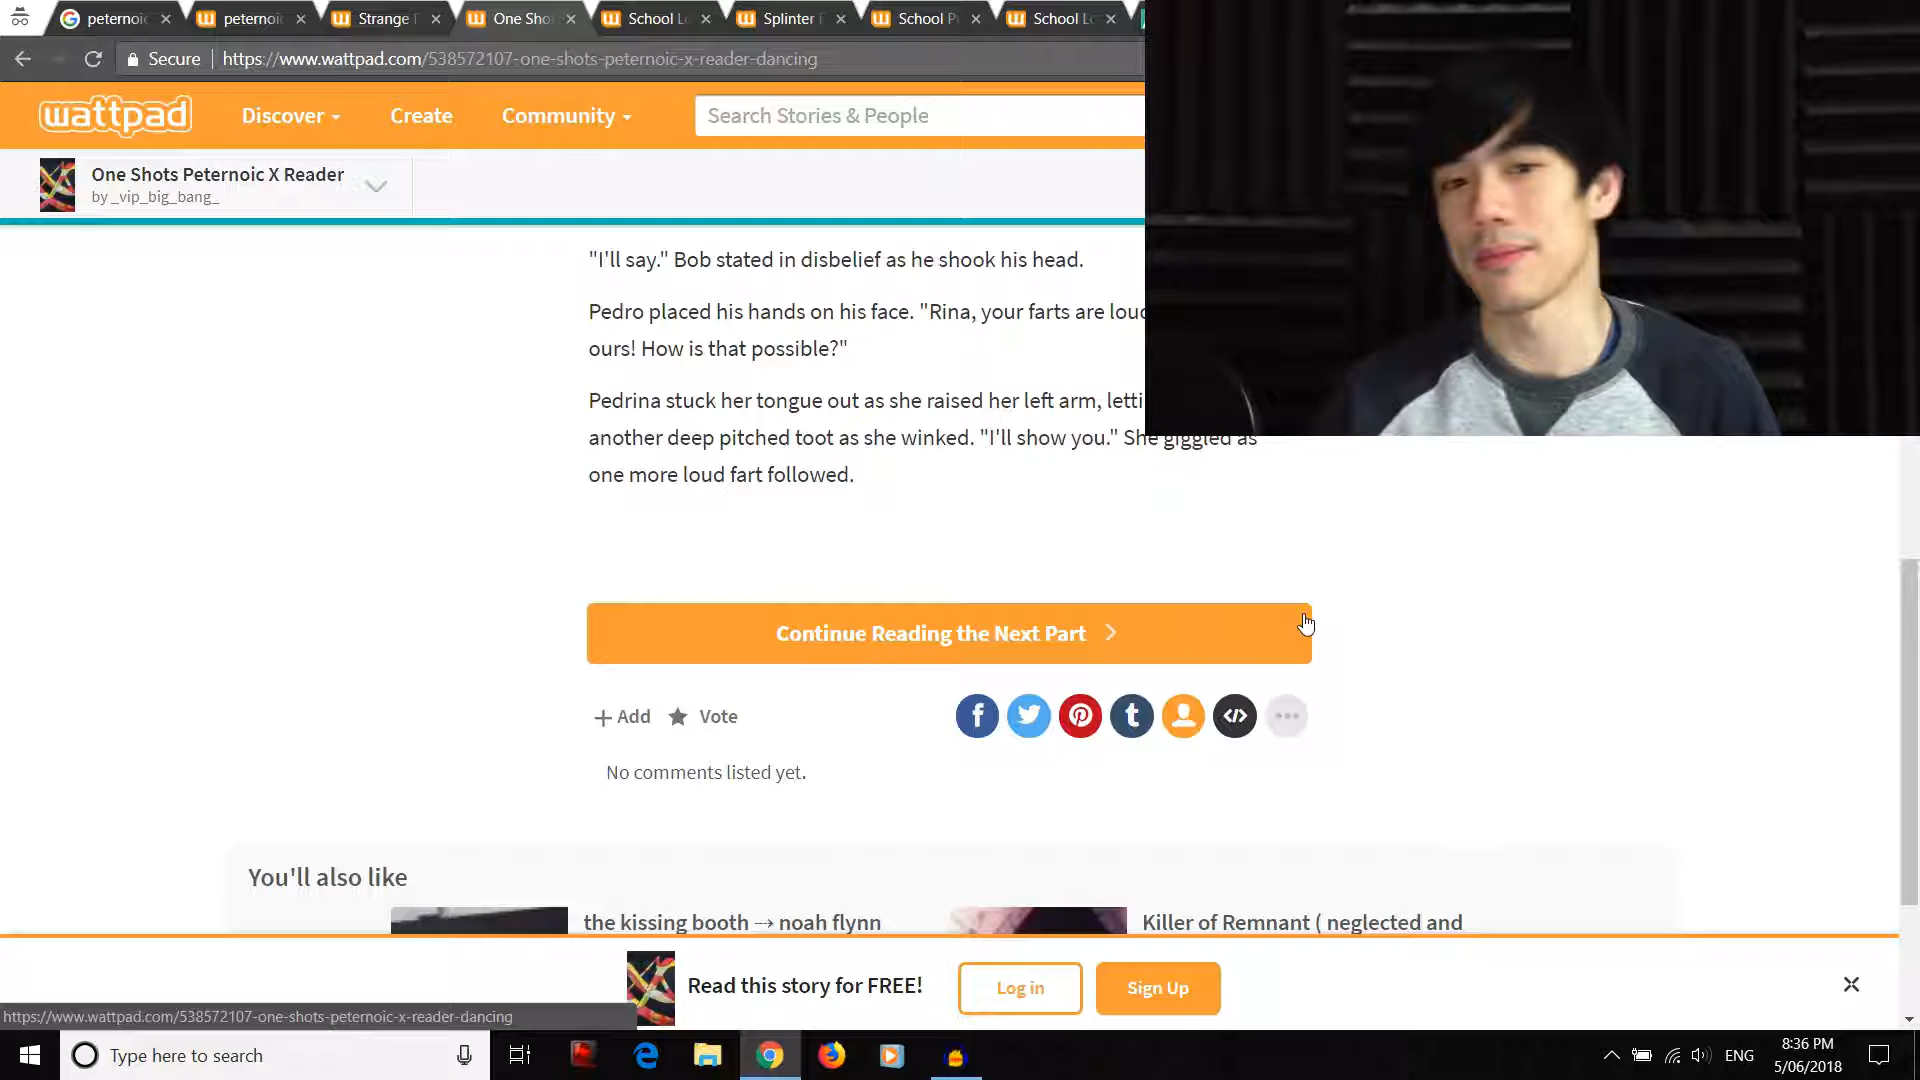 peternoic
peternoic
Strange
One Sho
School L
Splinter
School P
School L
Secure
https://www.wattpad.com/538572107-one-shots-peternoic-x-reader-dancing
wattpad
Discover
Create
Community
Search Stories & People
One Shots Peternoic X Reader
by _vip_big_bang_
"I'll say." Bob stated in disbelief as he shook his head.
Pedro placed his hands on his face. "Rina, your farts are lou
ours! How is that possible?"
Pedrina stuck her tongue out as she raised her left arm, letti
another deep pitched toot as she winked. "I'll show you." She giggled as
one more loud fart followed.
Continue Reading the Next Part
+ Add
Vote
No comments listed yet.
You'll also like
the kissing booth → noah flynn
Killer of Remnant ( neglected and
Read this story for FREE!
Log in
Sign Up
https://www.wattpad.com/538572107-one-shots-peternoic-x-reader-dancing
Type here to search
ENG
8:36 PM
5/06/2018